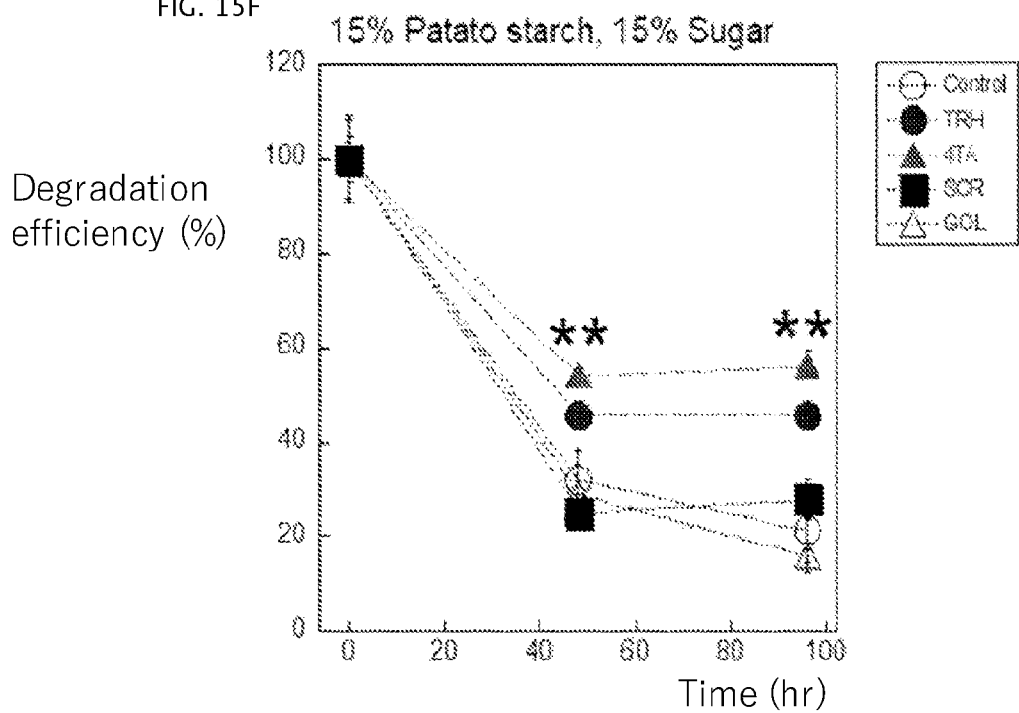 FIG. 15F
15% Patato starch, 15% Sugar
Degradation
efficiency (%)
120
100
80
60
40
20
0
0 20 40 60 80 100
Time (hr)
Control
TRH
4TA
SCR
GOL
** **